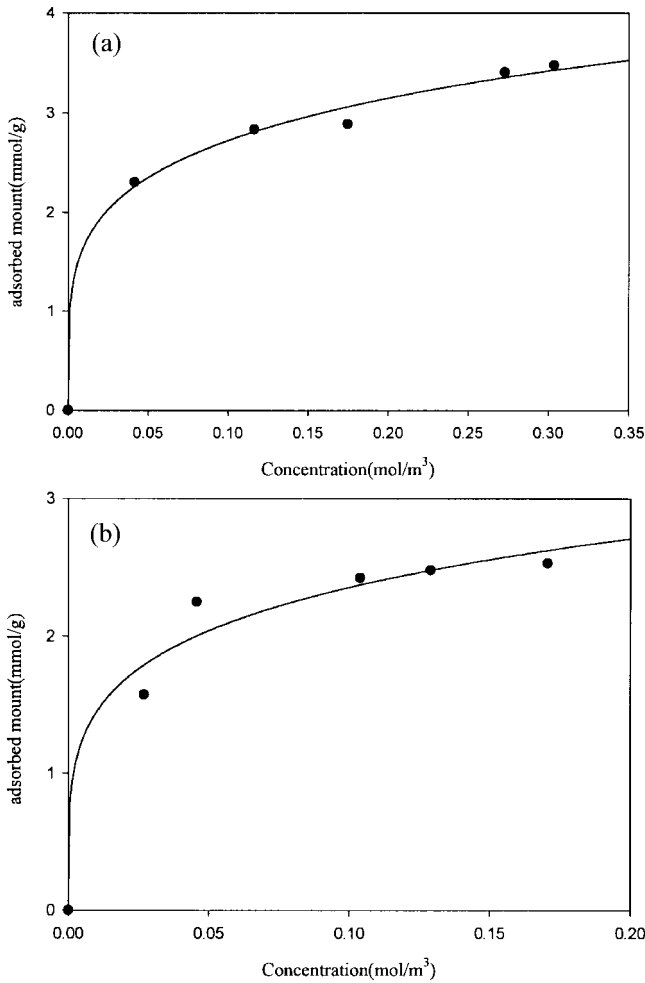 (a)
adsorbed mount(mmol/g)
4
3
2
1
0
0.00 0.05 0.10 0.15 0.20 0.25 0.30 0.35
Concentration(mol/m³)
(b)
adsorbed mount(mmol/g)
3
2
1
0
0.00 0.05 0.10 0.15 0.20
Concentration(mol/m³)